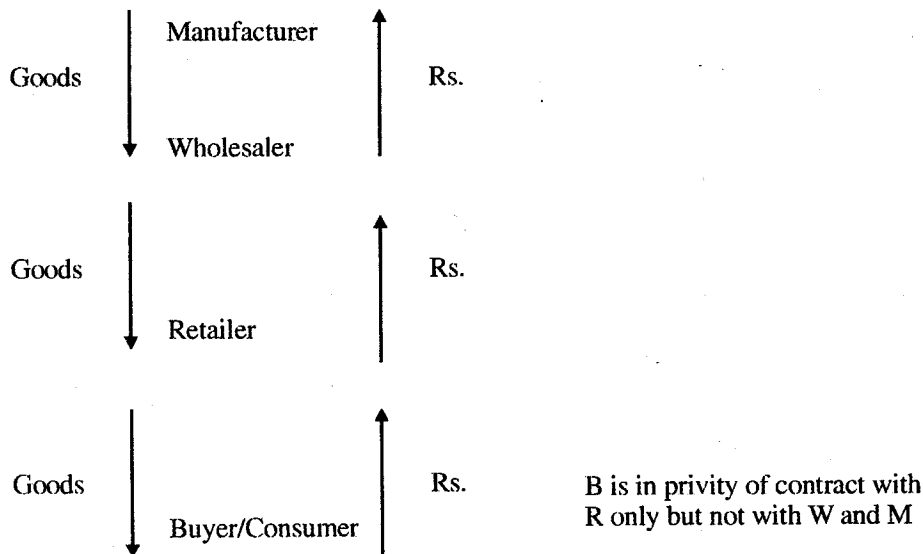 Manufacturer
Goods Rs.
Wholesaler
Goods Rs.
Retailer
Goods Rs.
B is in privity of contract with
R only but not with W and M
Buyer/Consumer